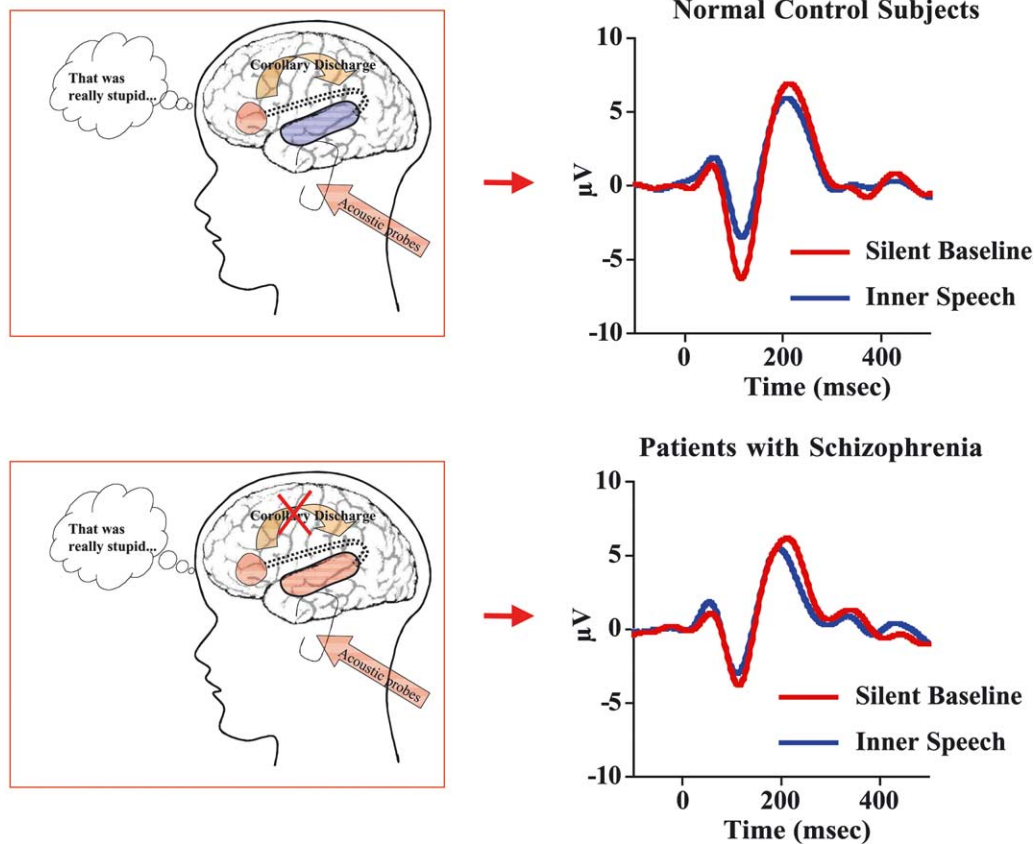 Normal Control Subjects
That was
really stupid...
Corollary Discharge
Acoustic probes
10
5
0
-5
-10
µV
Silent Baseline
Inner Speech
0 200 400
Time (msec)
Patients with Schizophrenia
That was
really stupid...
Corollary Discharge
Acoustic probes
10
5
0
-5
-10
µV
Silent Baseline
Inner Speech
0 200 400
Time (msec)